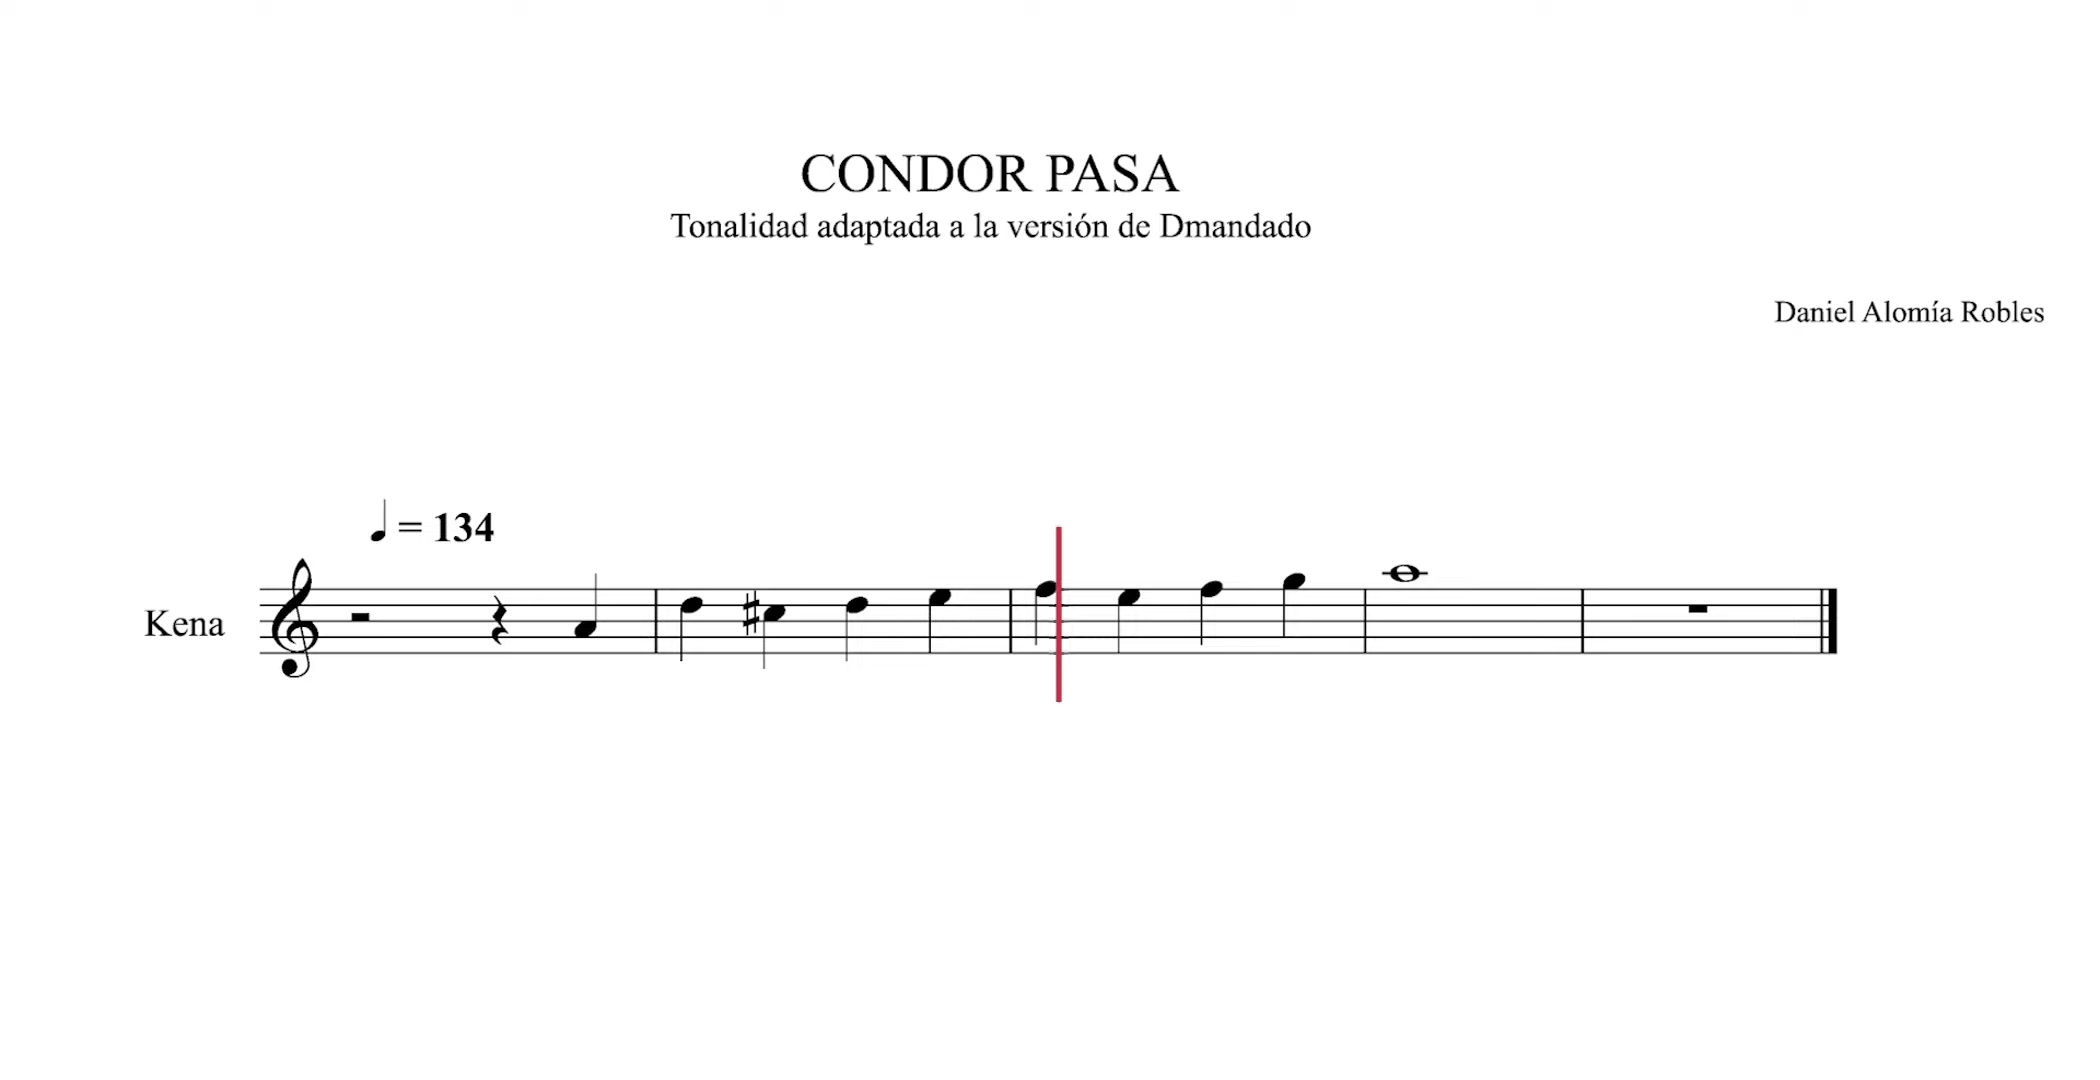 CONDOR PASA
Tonalidad adaptada a la versión de Dmandado
Daniel Alomía Robles
♩ = 134
Kena